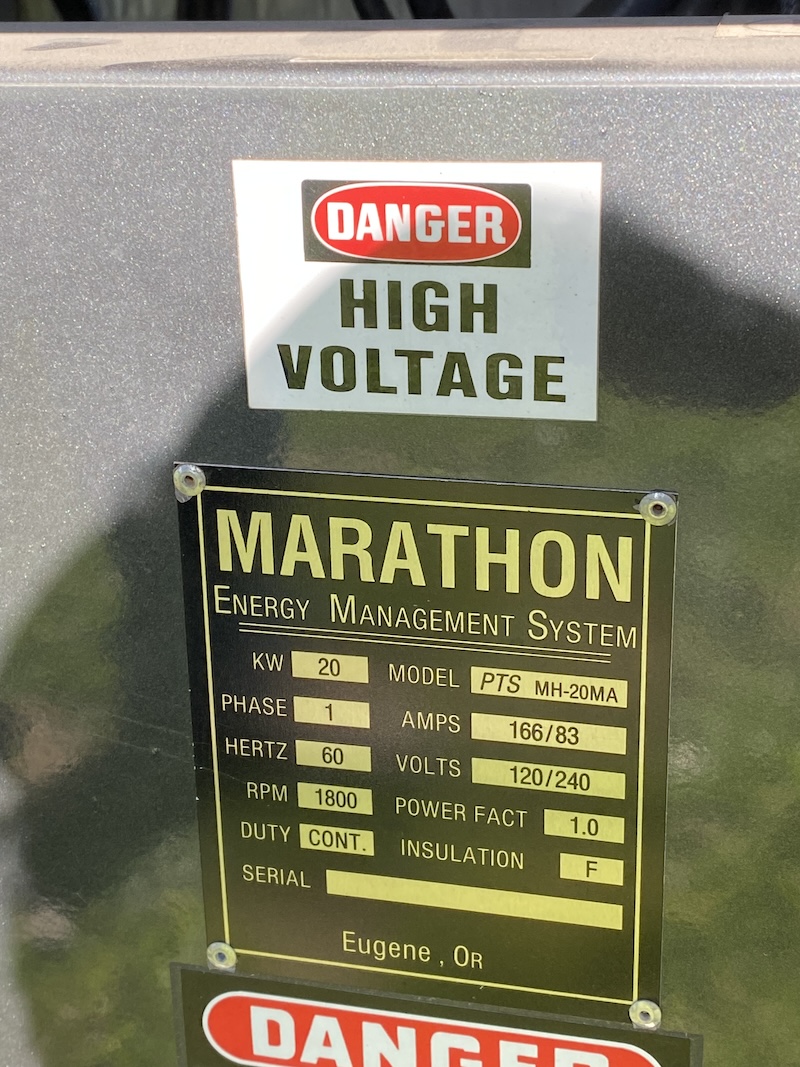 DANGER
HIGH
VOLTAGE
MARATHON
ENERGY MANAGEMENT SYSTEM
KW 20 MODEL PTS MH-20MA
PHASE 1 AMPS 166/83
HERTZ 60 VOLTS 120/240
RPM 1800 POWER FACT 1.0
DUTY CONT. INSULATION F
SERIAL
Eugene, OR
DANGER